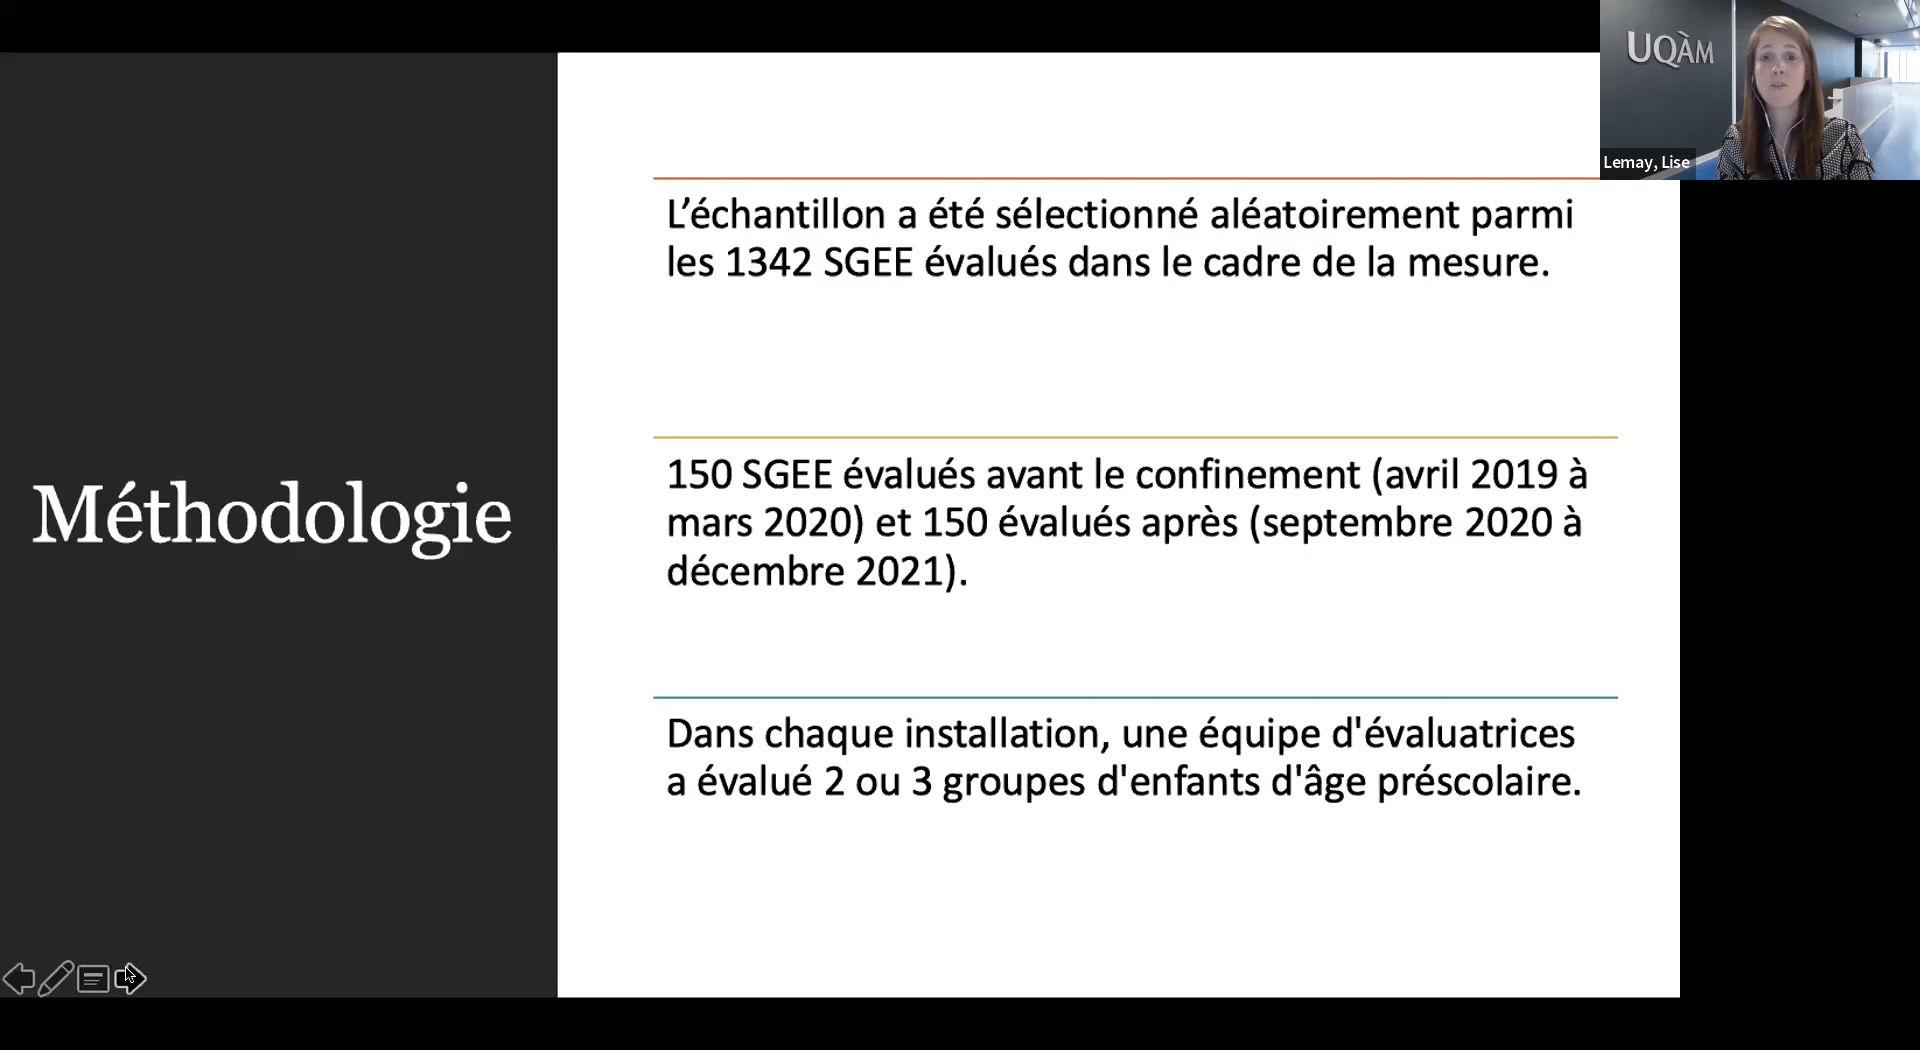 UQÀM
Lemay, Lise
Méthodologie
L’échantillon a été sélectionné aléatoirement parmi
les 1342 SGEE évalués dans le cadre de la mesure.
150 SGEE évalués avant le confinement (avril 2019 à
mars 2020) et 150 évalués après (septembre 2020 à
décembre 2021).
Dans chaque installation, une équipe d'évaluatrices
a évalué 2 ou 3 groupes d'enfants d'âge préscolaire.